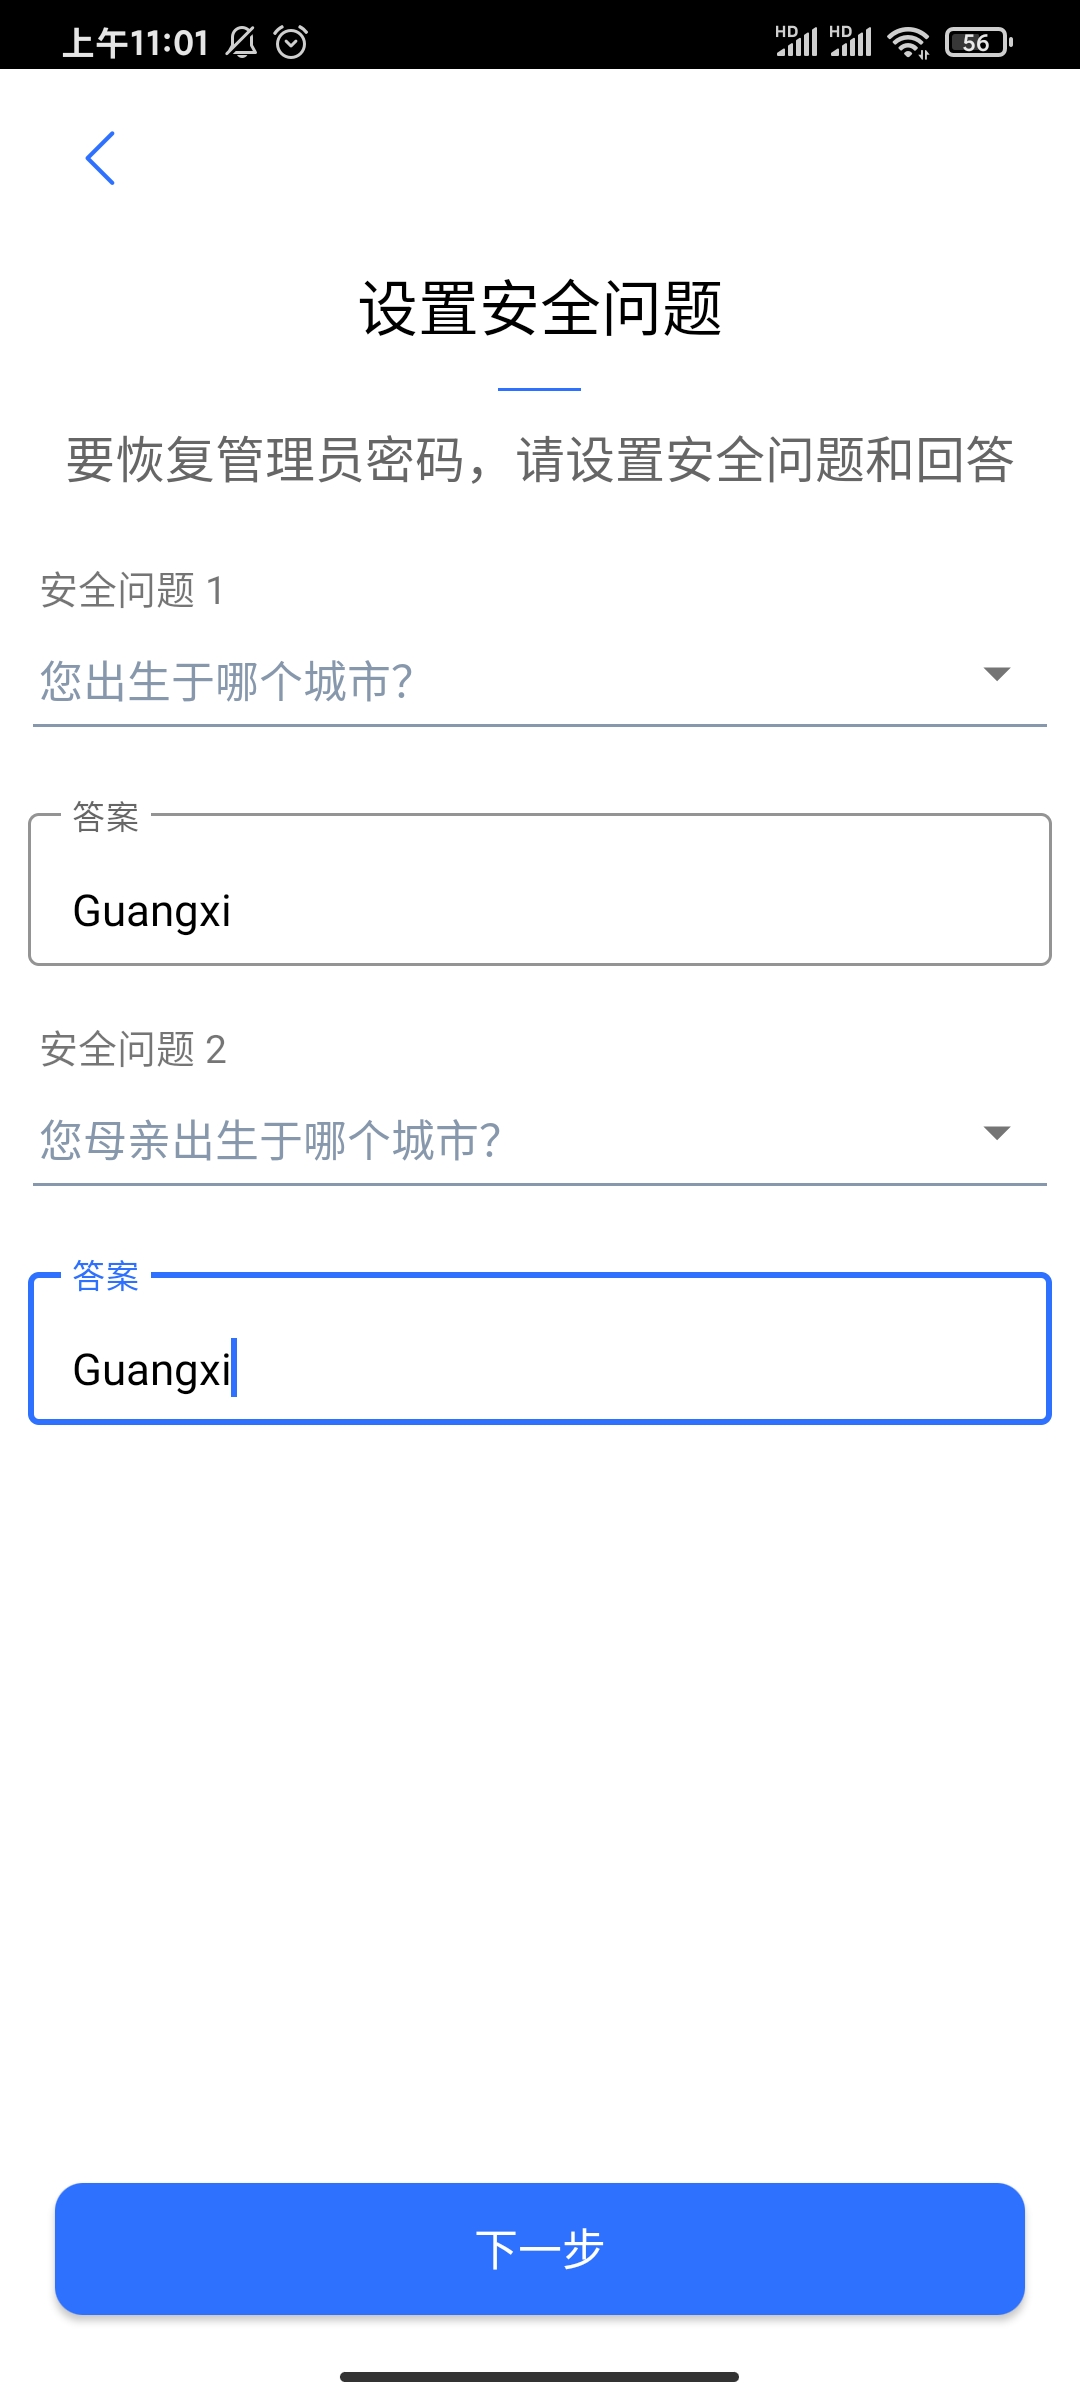 上午11:01 HD HD 56
设置安全问题
要恢复管理员密码，请设置安全问题和回答
安全问题 1
您出生于哪个城市？
答案
Guangxi
安全问题 2
您母亲出生于哪个城市？
答案
Guangxi
下一步